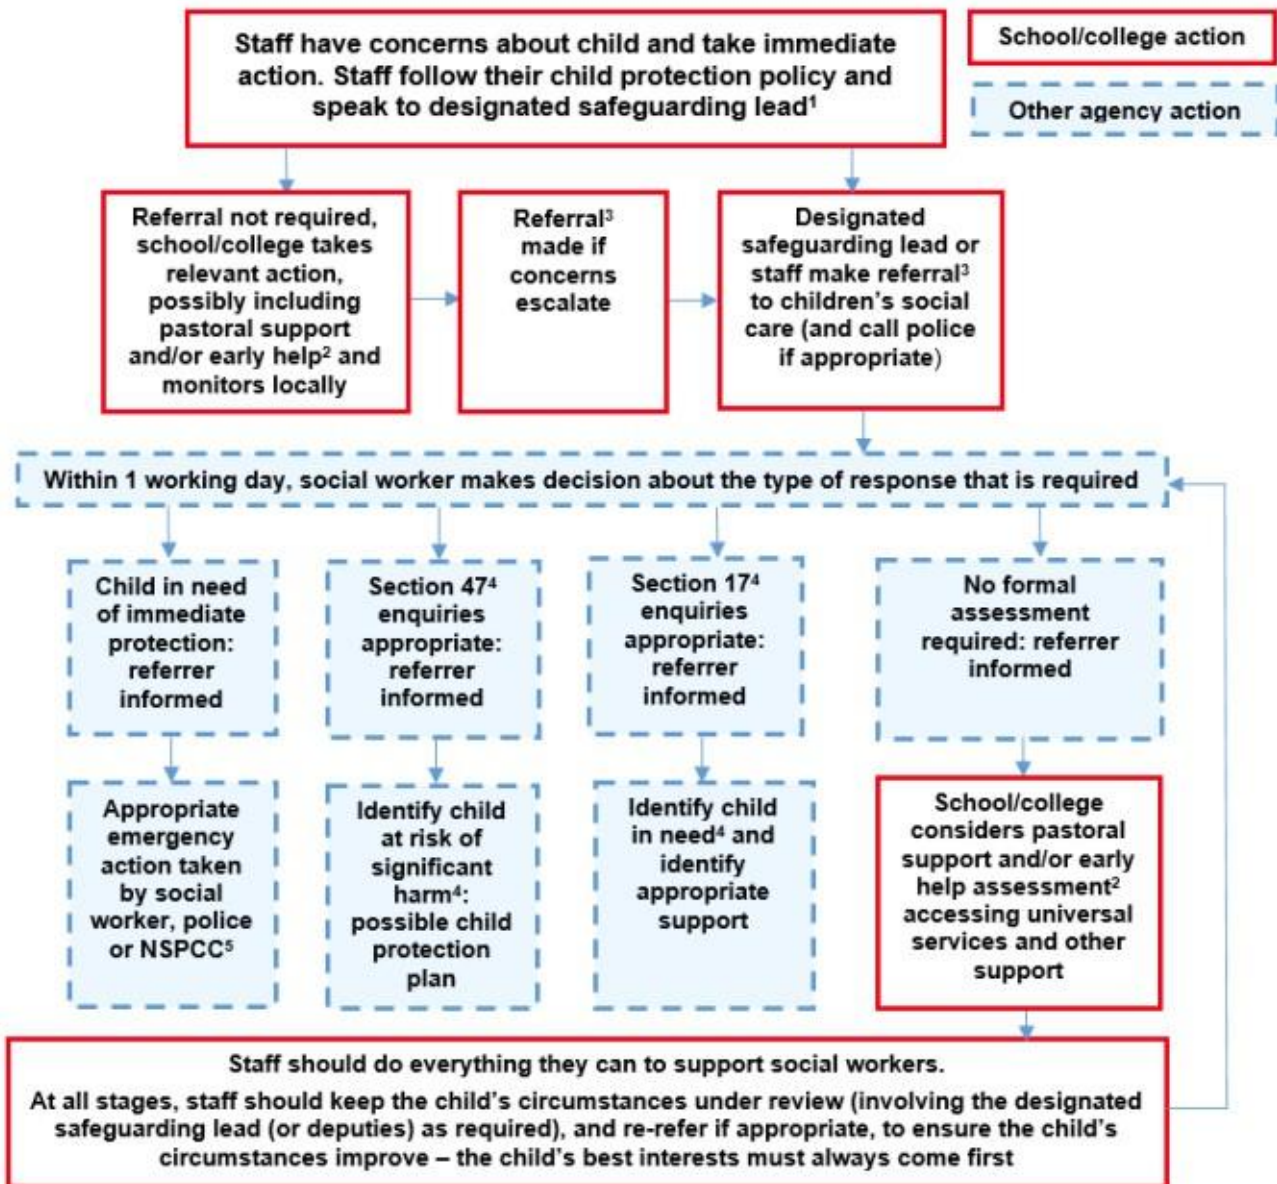 Staff have concerns about child and take immediate
action. Staff follow their child protection policy and
speak to designated safeguarding lead¹
School/college action
Other agency action
Referral not required,
school/college takes
relevant action,
possibly including
pastoral support
and/or early help² and
monitors locally
Referral³
made if
concerns
escalate
Designated
safeguarding lead or
staff make referral³
to children’s social
care (and call police
if appropriate)
Within 1 working day, social worker makes decision about the type of response that is required
Child in need
of immediate
protection:
referrer
informed
Section 47⁴
enquiries
appropriate:
referrer
informed
Section 17⁴
enquiries
appropriate:
referrer
informed
No formal
assessment
required: referrer
informed
Appropriate
emergency
action taken
by social
worker, police
or NSPCC⁵
Identify child
at risk of
significant
harm⁴:
possible child
protection
plan
Identify child
in need⁴ and
identify
appropriate
support
School/college
considers pastoral
support and/or early
help assessment²
accessing universal
services and other
support
Staff should do everything they can to support social workers.
At all stages, staff should keep the child’s circumstances under review (involving the designated
safeguarding lead (or deputies) as required), and re-refer if appropriate, to ensure the child’s
circumstances improve – the child’s best interests must always come first